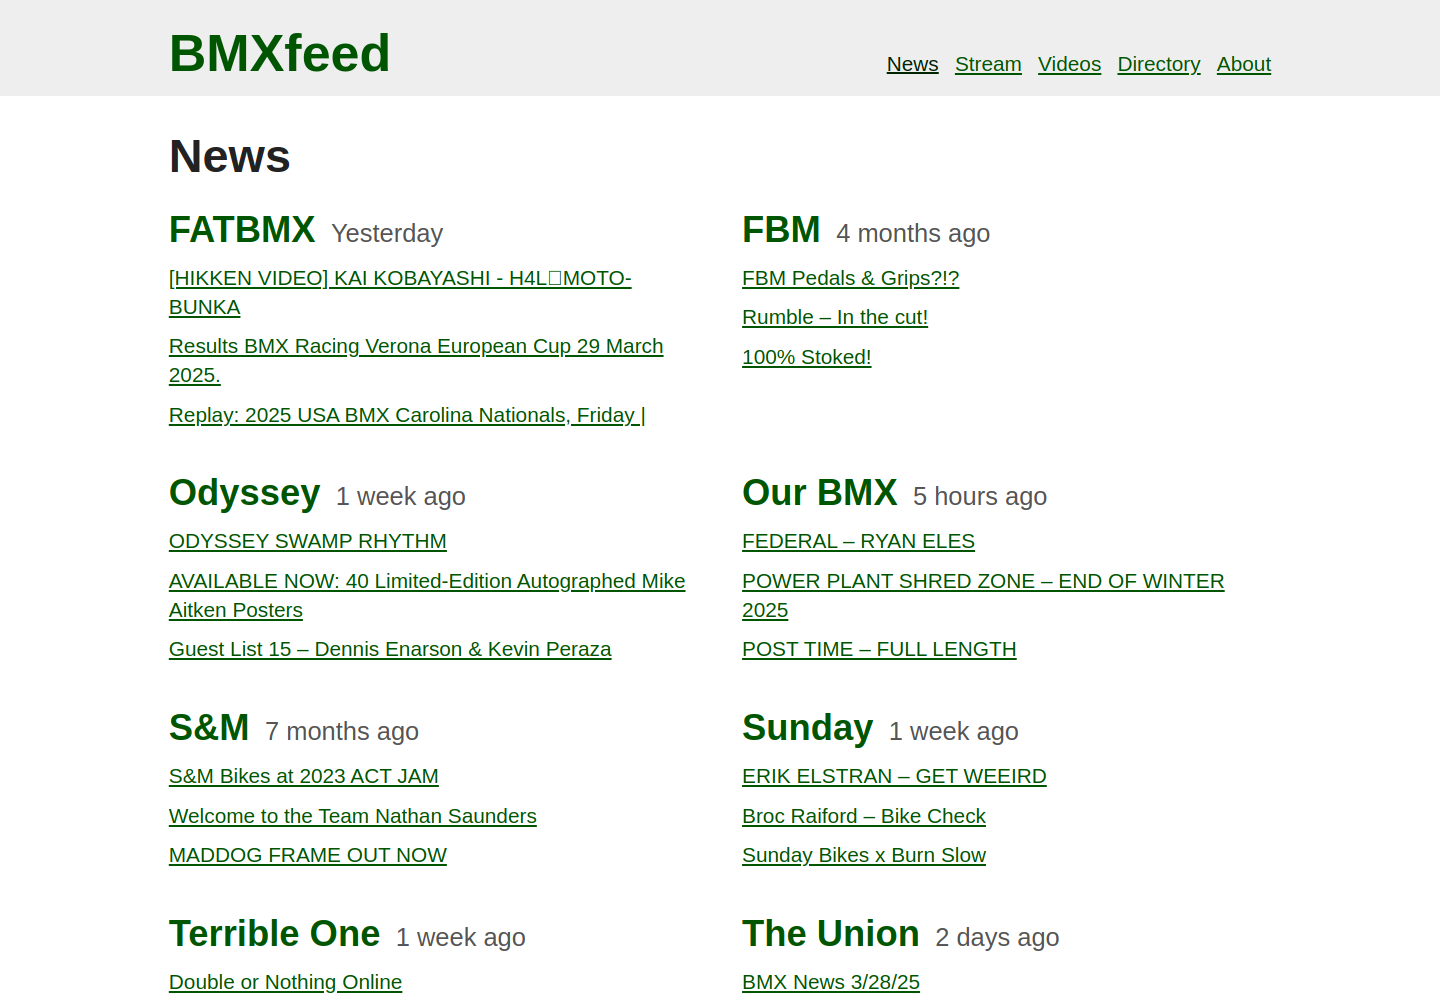 BMXfeed
News Stream Videos Directory About
News
FATBMX Yesterday
[HIKKEN VIDEO] KAI KOBAYASHI - H4L□MOTO-
BUNKA
Results BMX Racing Verona European Cup 29 March
2025.
Replay: 2025 USA BMX Carolina Nationals, Friday |
FBM 4 months ago
FBM Pedals & Grips?!?
Rumble – In the cut!
100% Stoked!
Odyssey 1 week ago
ODYSSEY SWAMP RHYTHM
AVAILABLE NOW: 40 Limited-Edition Autographed Mike
Aitken Posters
Guest List 15 – Dennis Enarson & Kevin Peraza
Our BMX 5 hours ago
FEDERAL – RYAN ELES
POWER PLANT SHRED ZONE – END OF WINTER
2025
POST TIME – FULL LENGTH
S&M 7 months ago
S&M Bikes at 2023 ACT JAM
Welcome to the Team Nathan Saunders
MADDOG FRAME OUT NOW
Sunday 1 week ago
ERIK ELSTRAN – GET WEEIRD
Broc Raiford – Bike Check
Sunday Bikes x Burn Slow
Terrible One 1 week ago
Double or Nothing Online
The Union 2 days ago
BMX News 3/28/25